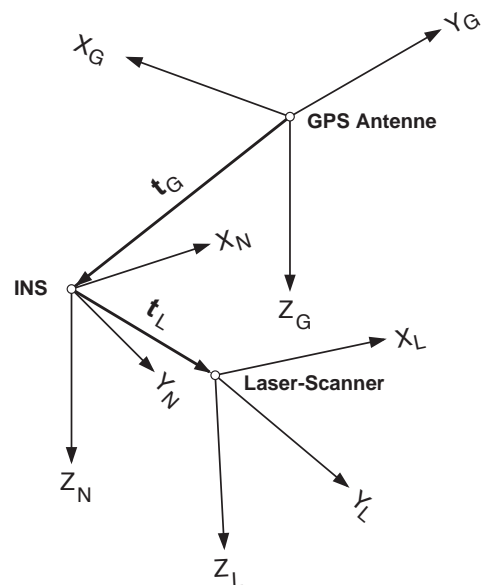 Y_G
X_G
GPS Antenne
t_G
X_N
INS
Z_G
t_L
X_L
Y_N
Laser-Scanner
Z_N
Y_L
Z_L